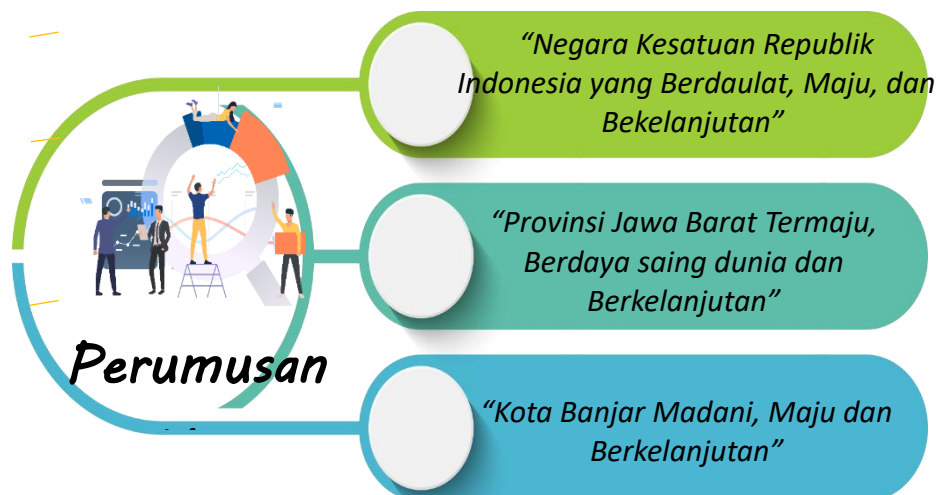 “Negara Kesatuan Republik
Indonesia yang Berdaulat, Maju, dan
Bekelanjutan”
“Provinsi Jawa Barat Termaju,
Berdaya saing dunia dan
Berkelanjutan”
Perumusan
“Kota Banjar Madani, Maju dan
Berkelanjutan”